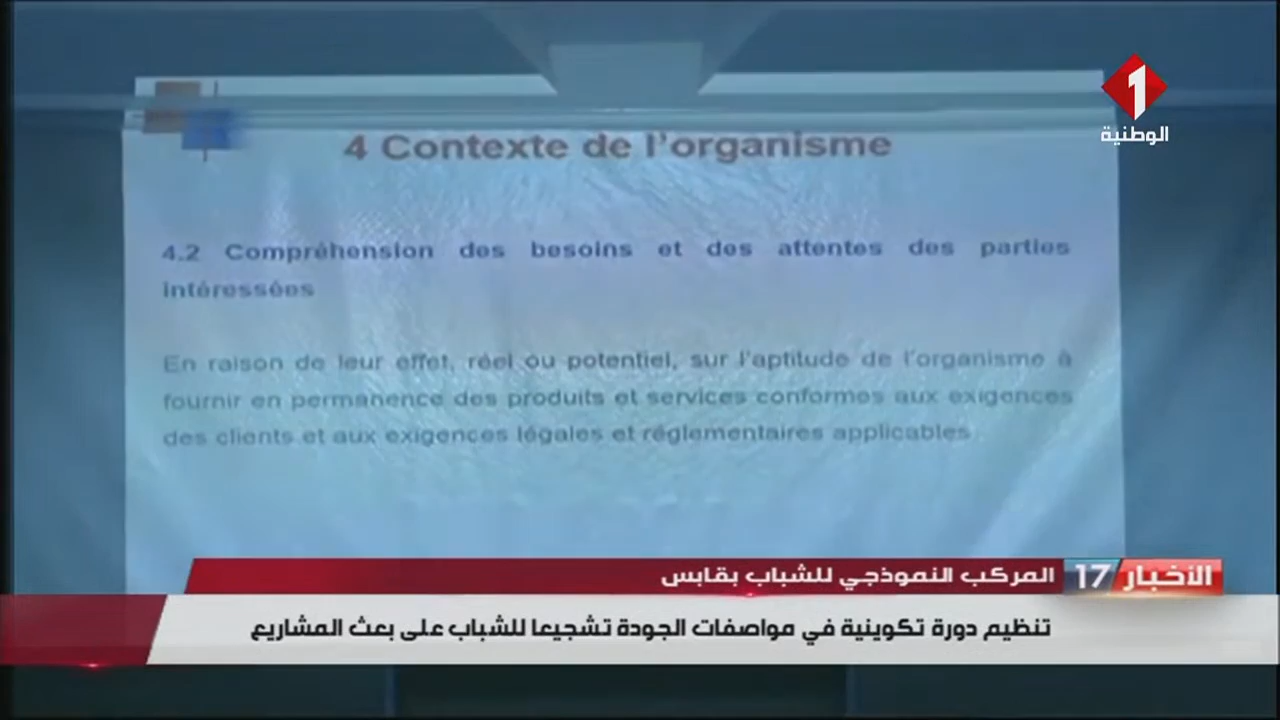 الوطنية
1
4 Contexte de l'organisme
4.2 Compréhension des besoins et des attentes des parties
intéressées
En raison de leur effet, réel ou potentiel, sur l'aptitude de l'organisme à
fournir en permanence des produits et services conformes aux exigences
des clients et aux exigences légales et réglementaires applicables
الأخبار 17 المركب النموذجي للشباب بقابس
تنظيم دورة تكوينية في مواصفات الجودة تشجيعا للشباب على بعث المشاريع